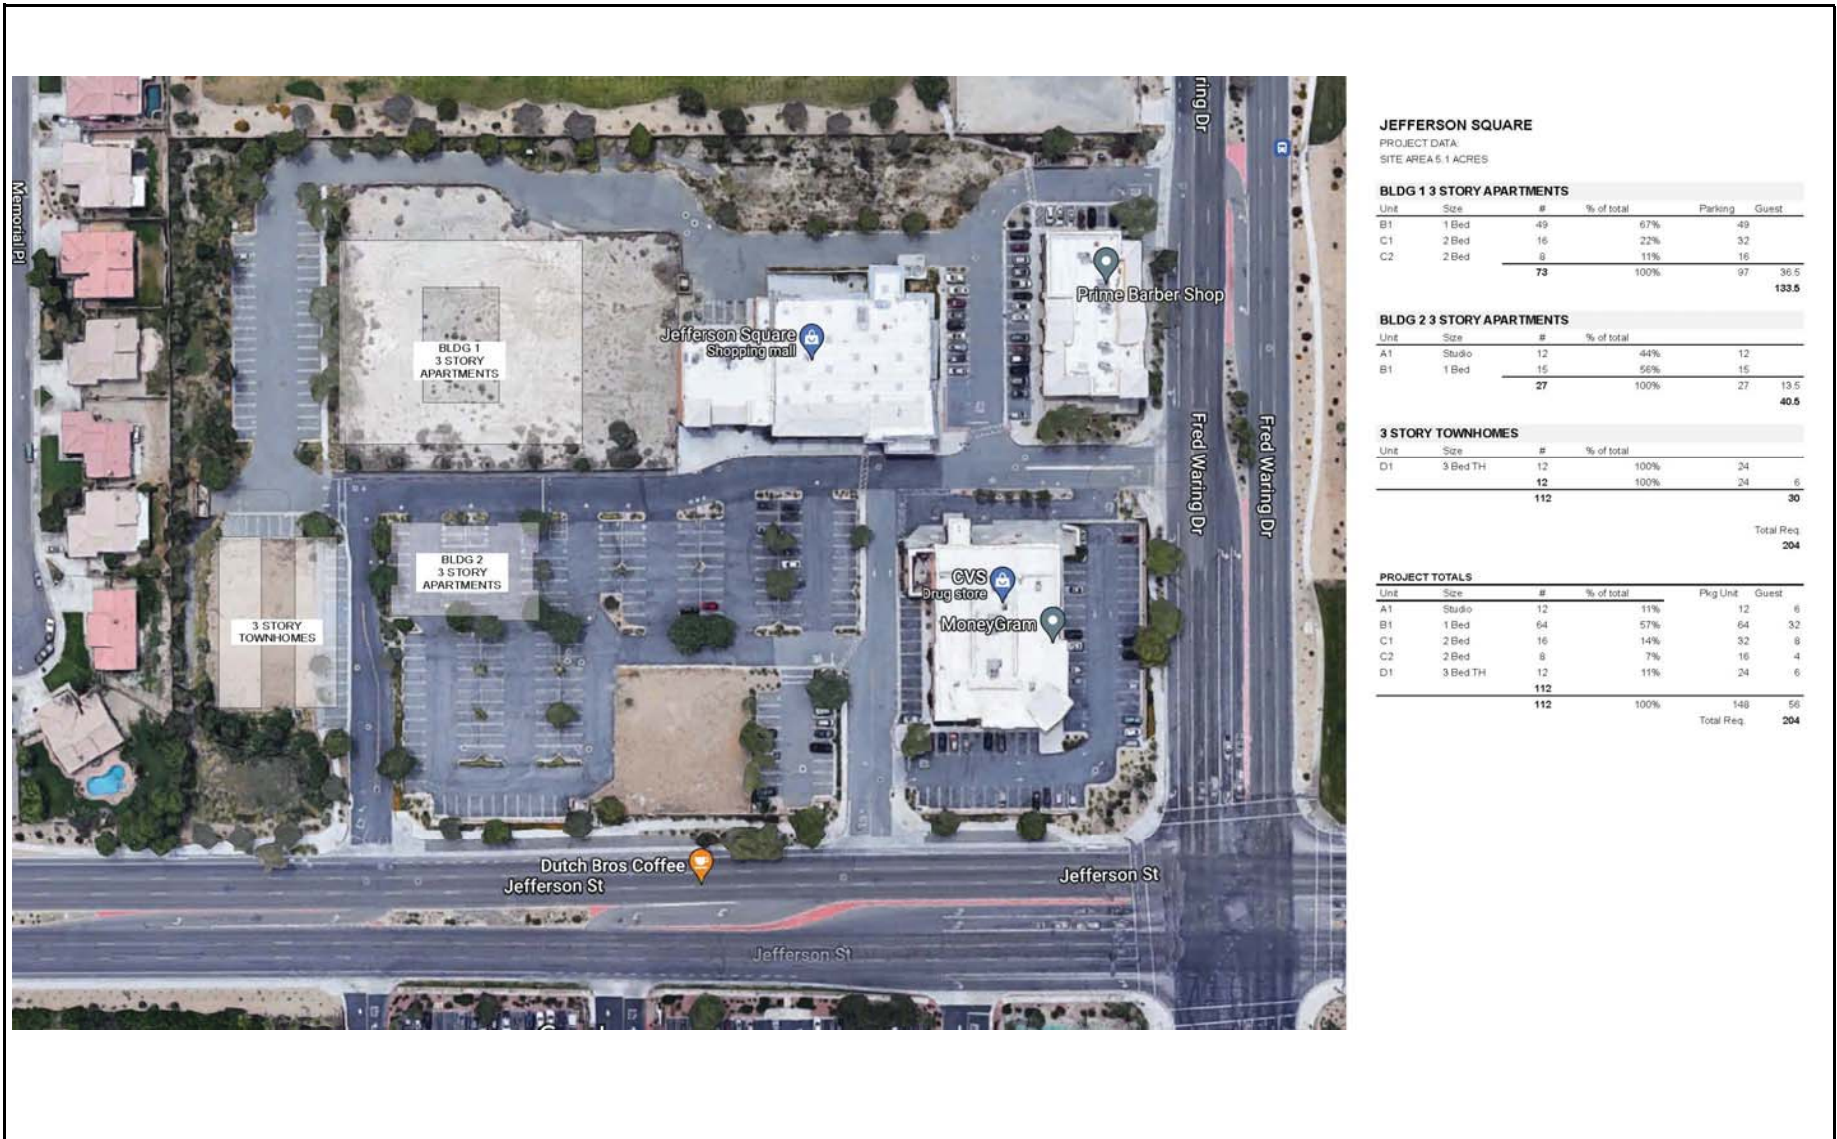 ring Dr
Memorial Pl
Prime Barber Shop
Jefferson Square
Shopping mall
BLDG 1
3 STORY
APARTMENTS
Fred Waring Dr
Fred Waring Dr
BLDG 2
3 STORY
APARTMENTS
CVS
Drug store
MoneyGram
3 STORY
TOWNHOMES
Dutch Bros Coffee
Jefferson St
Jefferson St
Jefferson St
JEFFERSON SQUARE
PROJECT DATA:
SITE AREA 5.1 ACRES
BLDG 1 3 STORY APARTMENTS
Unit Size # % of total Parking Guest
B1 1 Bed 49 67% 49
C1 2 Bed 16 22% 32
C2 2 Bed 8 11% 16
73 100% 97 36.5
133.5
BLDG 2 3 STORY APARTMENTS
Unit Size # % of total
A1 Studio 12 44% 12
B1 1 Bed 15 56% 15
27 100% 27 13.5
40.5
3 STORY TOWNHOMES
Unit Size # % of total
D1 3 Bed TH 12 100% 24
12 100% 24 6
112 30
Total Req.
204
PROJECT TOTALS
Unit Size # % of total Pkg Unit Guest
A1 Studio 12 11% 12 6
B1 1 Bed 64 57% 64 32
C1 2 Bed 16 14% 32 8
C2 2 Bed 8 7% 16 4
D1 3 Bed TH 12 11% 24 6
112
112 100% 148 56
Total Req. 204